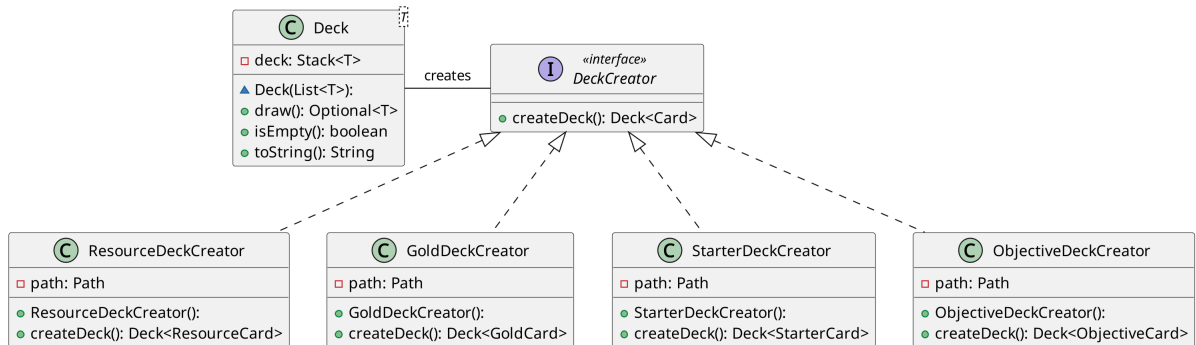 C Deck T
deck: Stack<T>
Deck(List<T>):
draw(): Optional<T>
isEmpty(): boolean
toString(): String
creates
I «interface»
DeckCreator
createDeck(): Deck<Card>
C ResourceDeckCreator
path: Path
ResourceDeckCreator():
createDeck(): Deck<ResourceCard>
C GoldDeckCreator
path: Path
GoldDeckCreator():
createDeck(): Deck<GoldCard>
C StarterDeckCreator
path: Path
StarterDeckCreator():
createDeck(): Deck<StarterCard>
C ObjectiveDeckCreator
path: Path
ObjectiveDeckCreator():
createDeck(): Deck<ObjectiveCard>